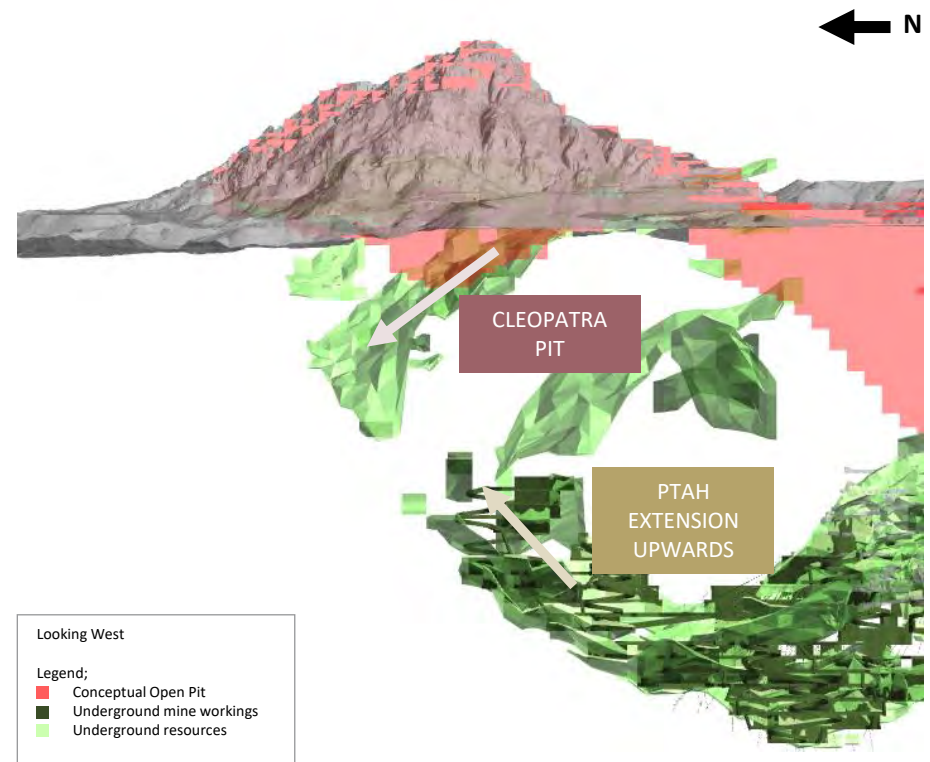 N
CLEOPATRA
PIT
PTAH
EXTENSION
UPWARDS
Looking West
Legend;
Conceptual Open Pit
Underground mine workings
Underground resources